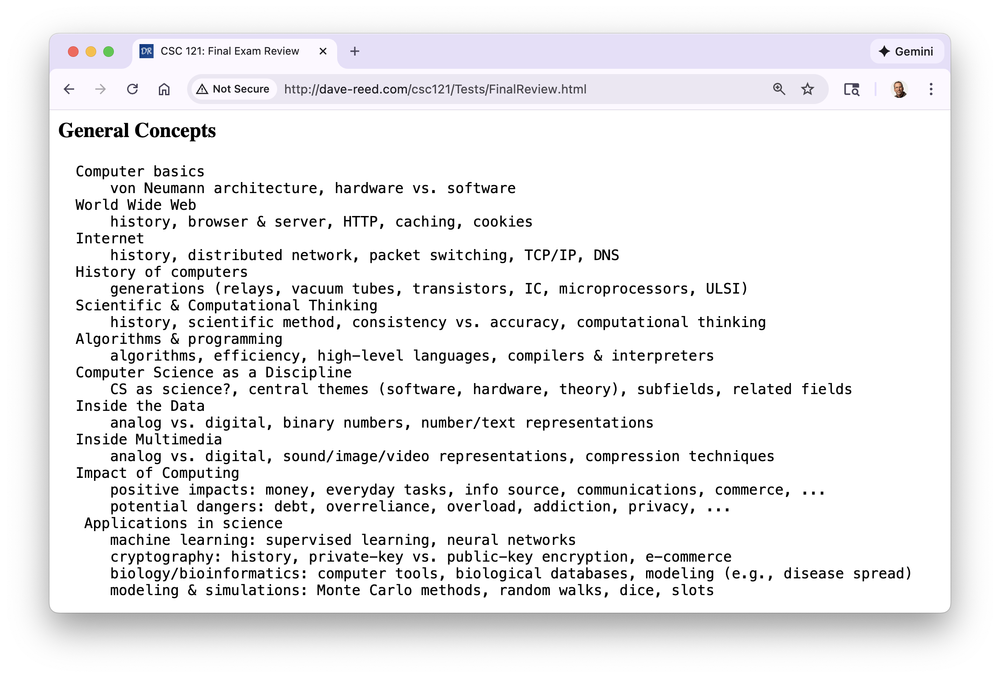 DR CSC 121: Final Exam Review
Gemini
Not Secure http://dave-reed.com/csc121/Tests/FinalReview.html
General Concepts
Computer basics
von Neumann architecture, hardware vs. software
World Wide Web
history, browser & server, HTTP, caching, cookies
Internet
history, distributed network, packet switching, TCP/IP, DNS
History of computers
generations (relays, vacuum tubes, transistors, IC, microprocessors, ULSI)
Scientific & Computational Thinking
history, scientific method, consistency vs. accuracy, computational thinking
Algorithms & programming
algorithms, efficiency, high-level languages, compilers & interpreters
Computer Science as a Discipline
CS as science?, central themes (software, hardware, theory), subfields, related fields
Inside the Data
analog vs. digital, binary numbers, number/text representations
Inside Multimedia
analog vs. digital, sound/image/video representations, compression techniques
Impact of Computing
positive impacts: money, everyday tasks, info source, communications, commerce, ...
potential dangers: debt, overreliance, overload, addiction, privacy, ...
Applications in science
machine learning: supervised learning, neural networks
cryptography: history, private-key vs. public-key encryption, e-commerce
biology/bioinformatics: computer tools, biological databases, modeling (e.g., disease spread)
modeling & simulations: Monte Carlo methods, random walks, dice, slots